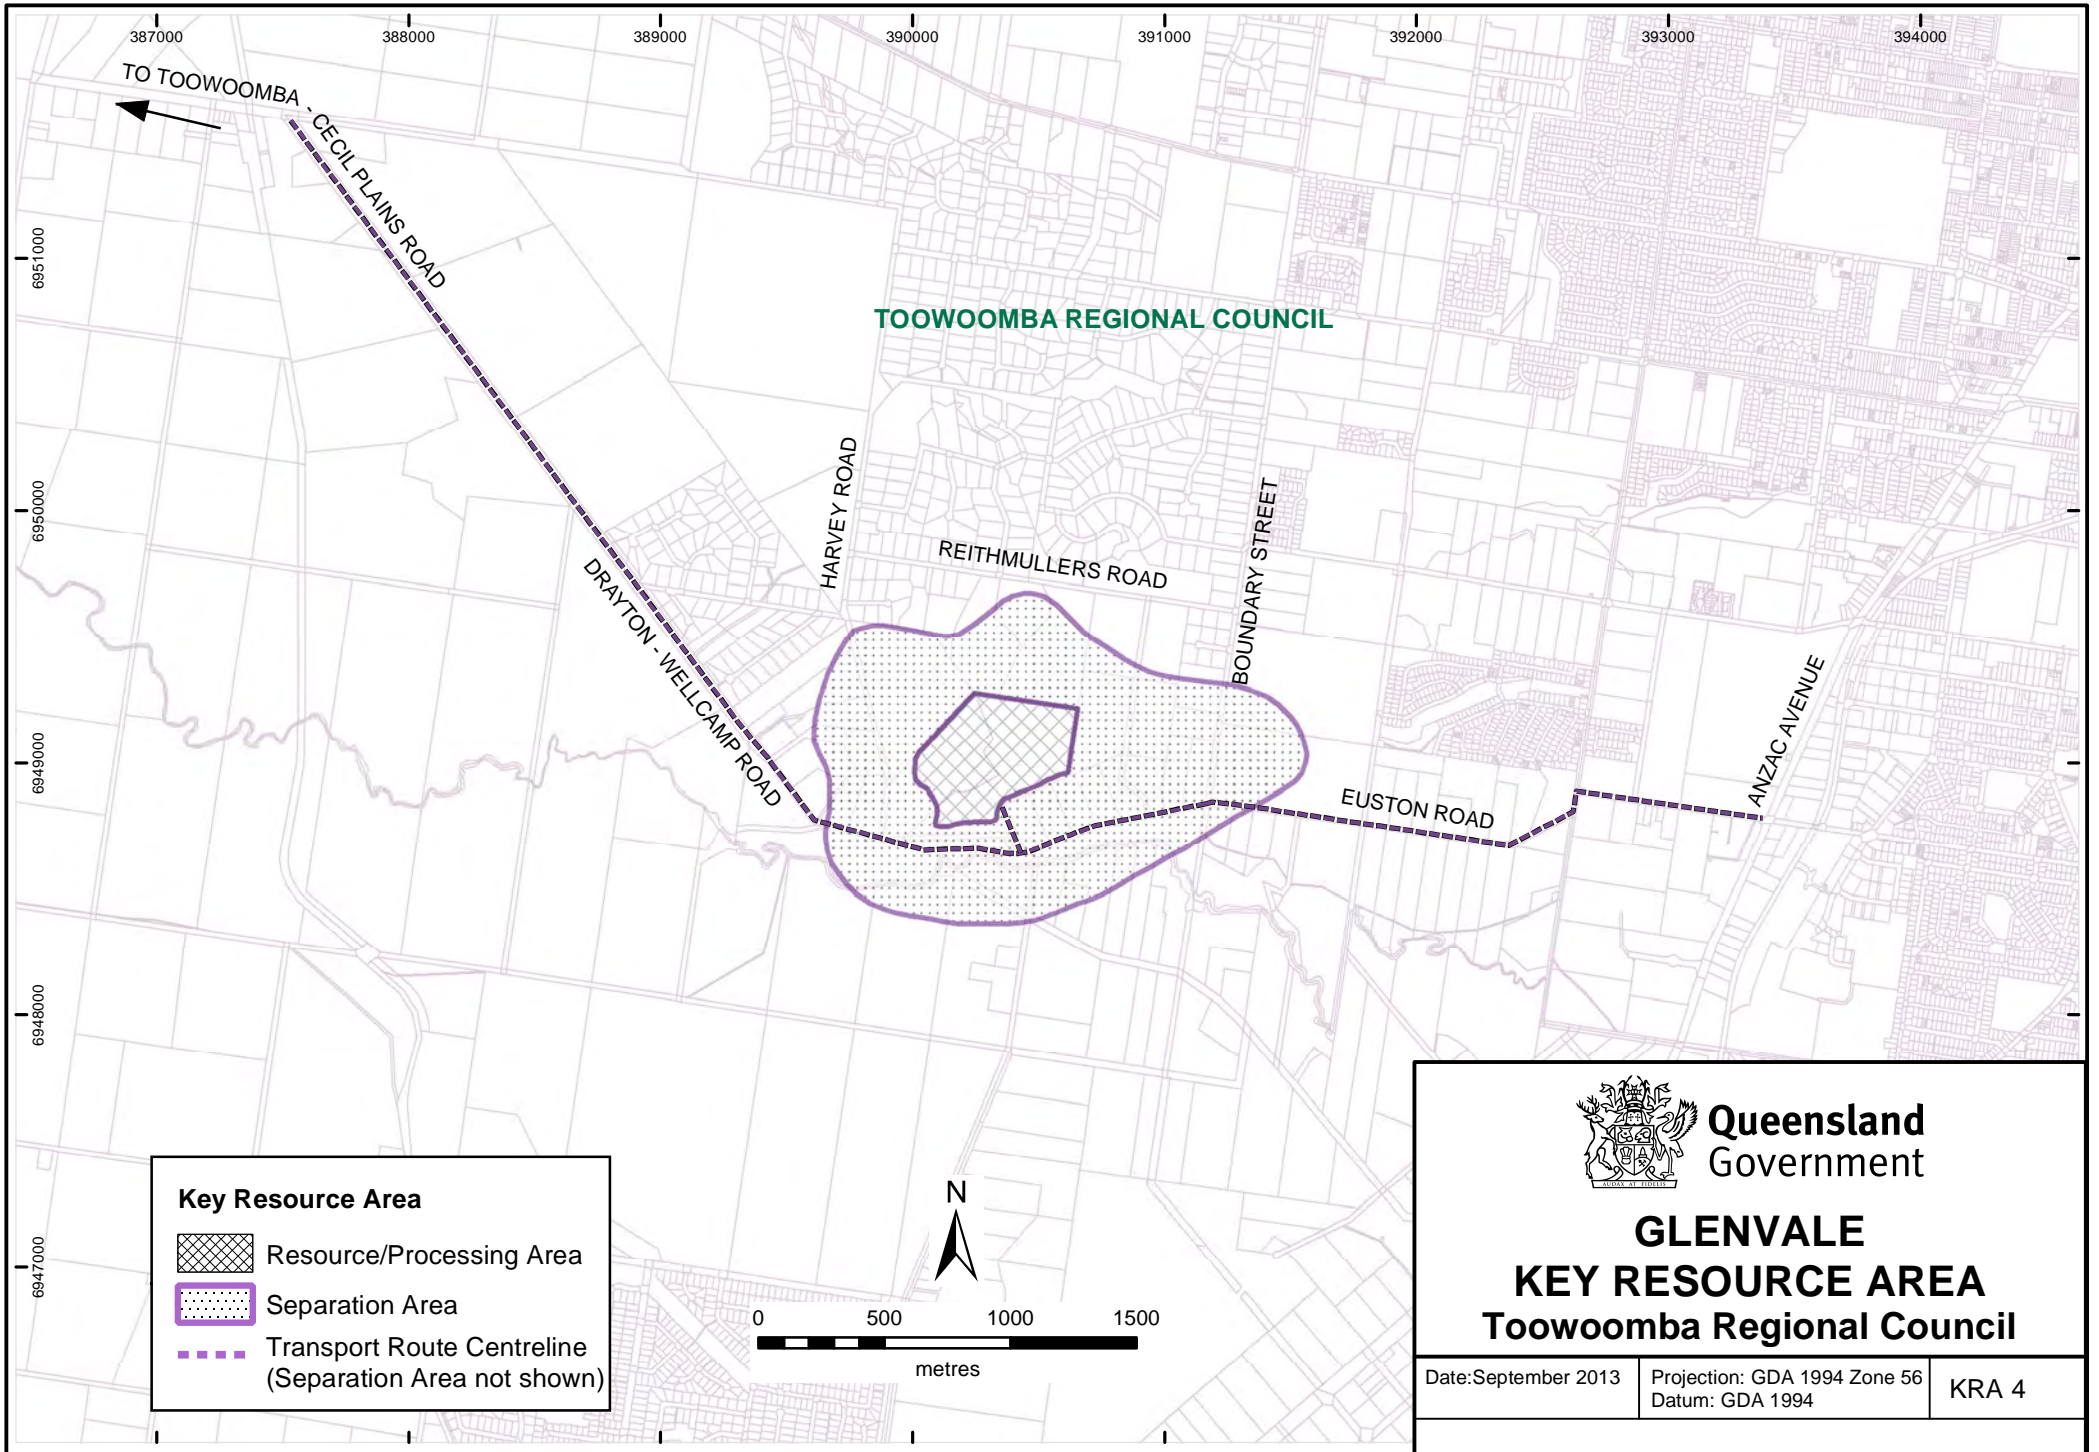 387000
388000
389000
390000
391000
392000
393000
394000
TO TOOWOOMBA - CECIL PLAINS ROAD
6951000
6950000
6949000
6948000
6947000
TOOWOOMBA REGIONAL COUNCIL
HARVEY ROAD
REITHMULLERS ROAD
BOUNDARY STREET
DRAYTON - WELLCAMP ROAD
EUSTON ROAD
ANZAC AVENUE
Key Resource Area
Resource/Processing Area
Separation Area
Transport Route Centreline
(Separation Area not shown)
N
0 500 1000 1500
metres
AUDAX AT FIDELIS
Queensland
Government
GLENVALE
KEY RESOURCE AREA
Toowoomba Regional Council
Date:September 2013
Projection: GDA 1994 Zone 56
Datum: GDA 1994
KRA 4